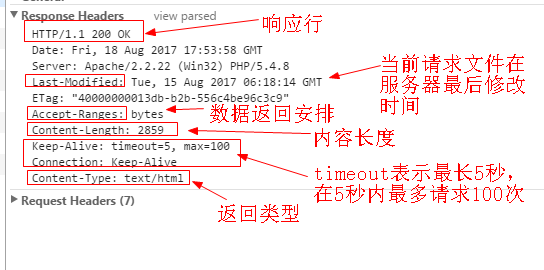 General
Response Headers view parsed
HTTP/1.1 200 OK
响应行
Date: Fri, 18 Aug 2017 17:53:58 GMT
Server: Apache/2.2.22 (Win32) PHP/5.4.8
Last-Modified: Tue, 15 Aug 2017 06:18:14 GMT
当前请求文件在
服务器最后修改
时间
ETag: "40000000013db-b2b-556c4be96c3c9"
Accept-Ranges: bytes
数据返回安排
Content-Length: 2859
内容长度
Keep-Alive: timeout=5, max=100
Connection: Keep-Alive
timeout表示最长5秒,
在5秒内最多请求100次
Content-Type: text/html
返回类型
Request Headers (7)